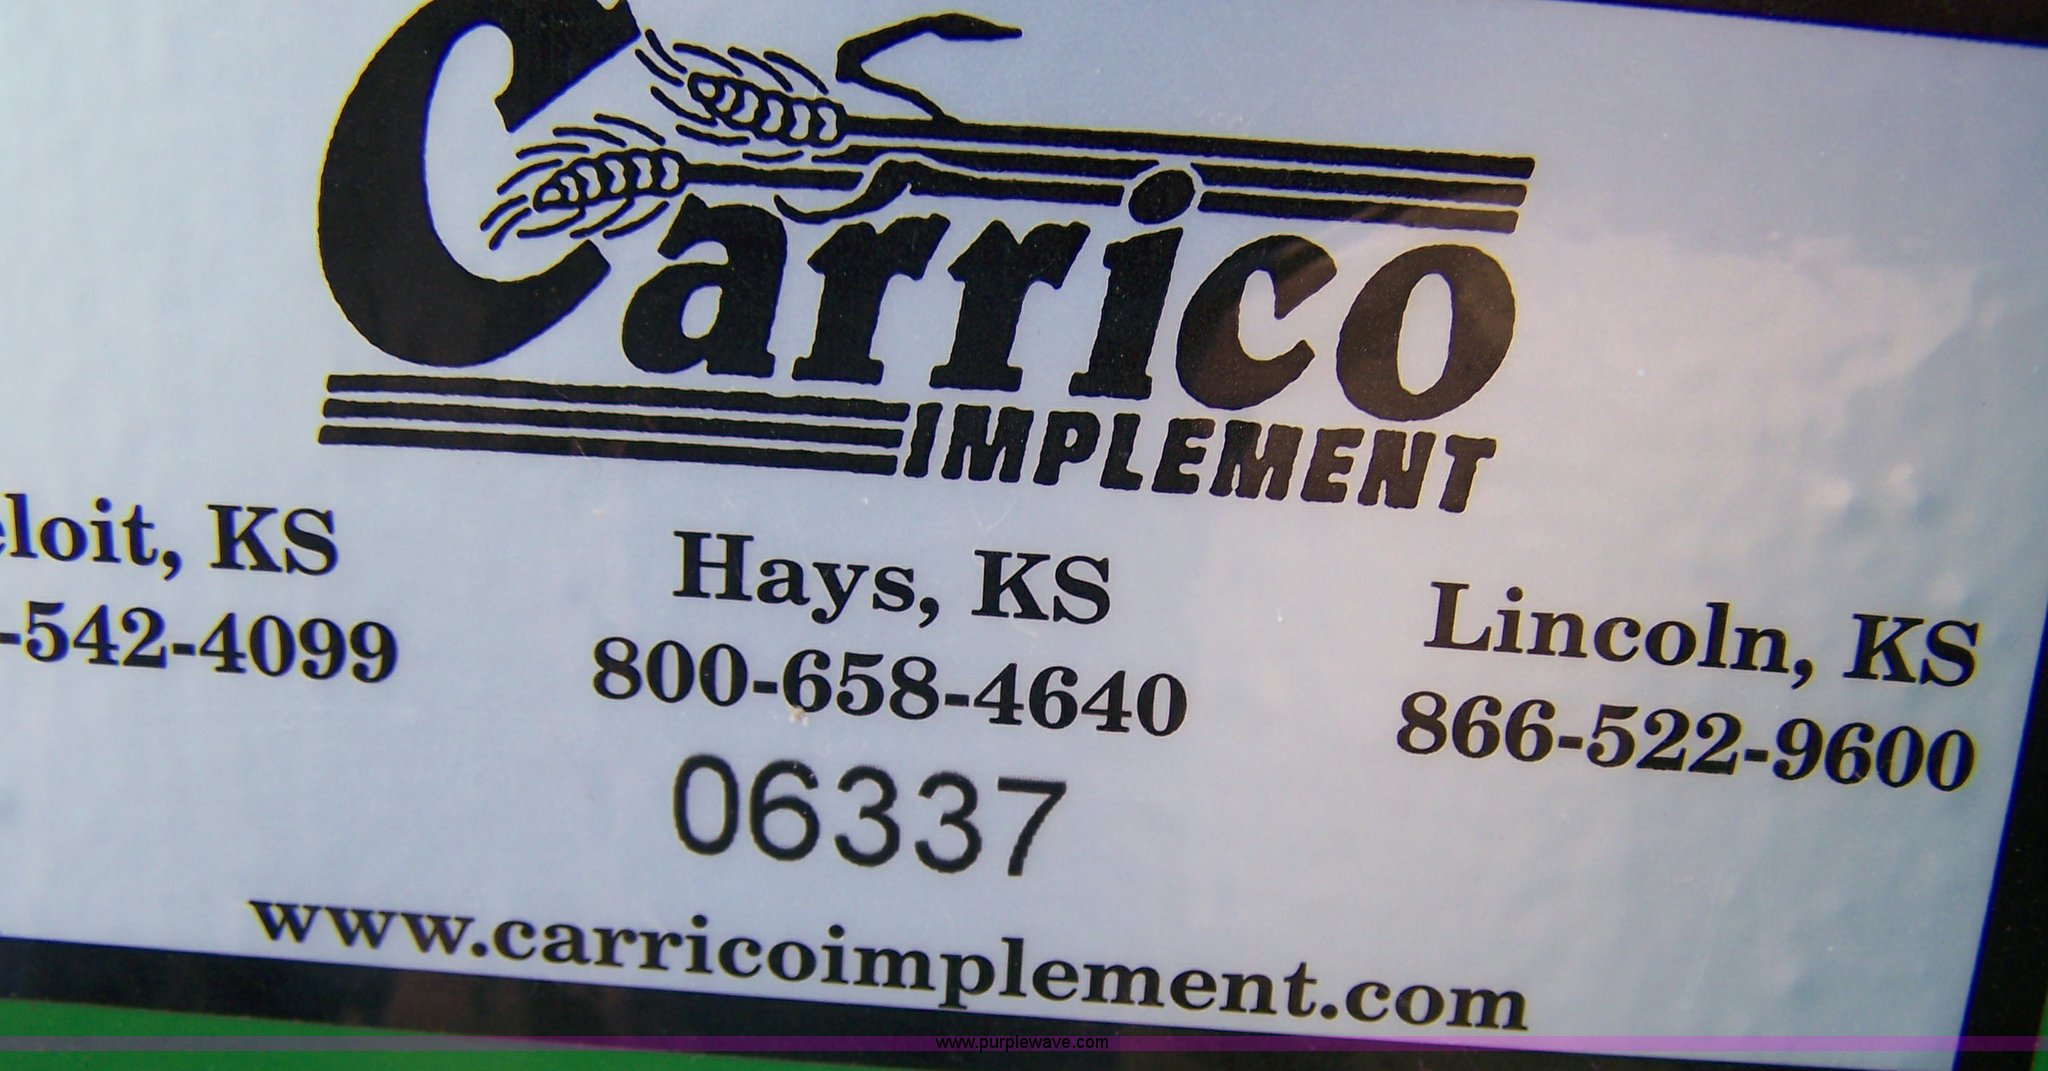 Carrico
IMPLEMENT
eloit, KS
-542-4099
Hays, KS
800-658-4640
Lincoln, KS
866-522-9600
06337
www.carricoimplement.com
www.purplewave.com